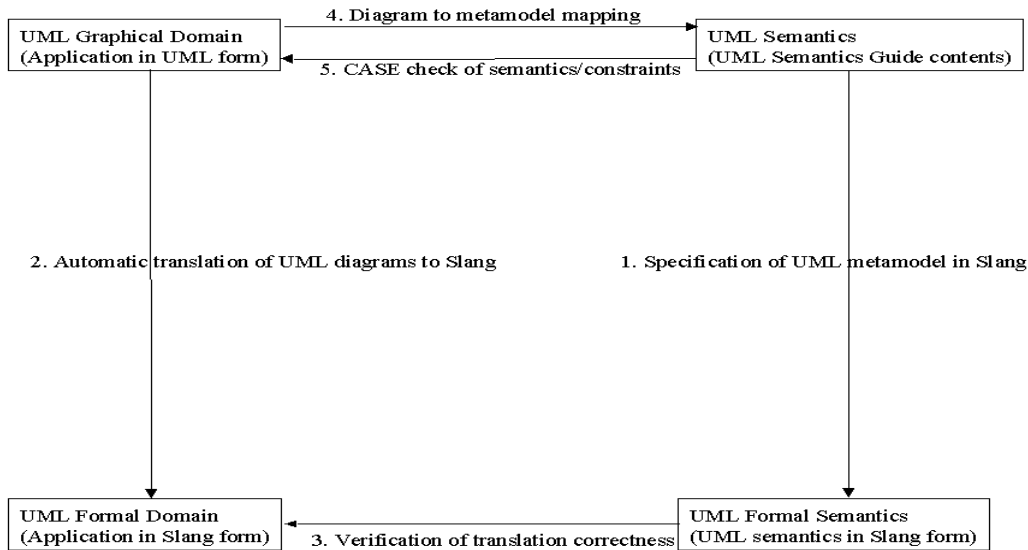 4. Diagram to metamodel mapping
UML Graphical Domain
(Application in UML form)
UML Semantics
(UML Semantics Guide contents)
5. CASE check of semantics/constraints
2. Automatic translation of UML diagrams to Slang
1. Specification of UML metamodel in Slang
UML Formal Domain
(Application in Slang form)
UML Formal Semantics
(UML semantics in Slang form)
3. Verification of translation correctness